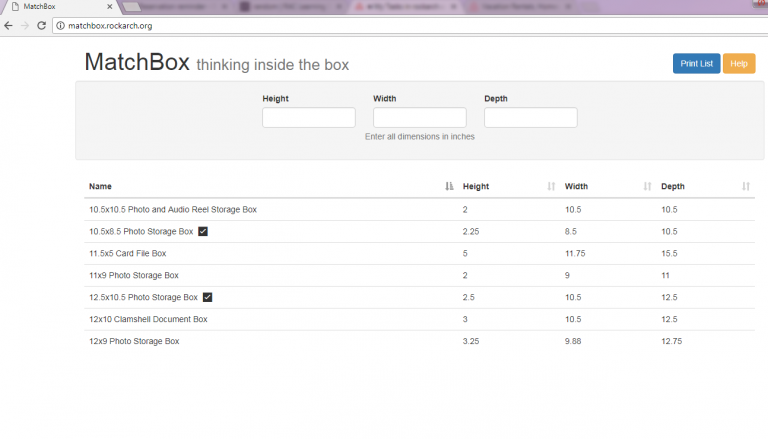 MatchBox
matchbox.rockarch.org
MatchBox thinking inside the box
Print List Help
Height Width Depth
Enter all dimensions in inches
Name Height Width Depth
10.5x10.5 Photo and Audio Reel Storage Box 2 10.5 10.5
10.5x8.5 Photo Storage Box 2.25 8.5 10.5
11.5x5 Card File Box 5 11.75 15.5
11x9 Photo Storage Box 2 9 11
12.5x10.5 Photo Storage Box 2.5 10.5 12.5
12x10 Clamshell Document Box 3 10.5 12.5
12x9 Photo Storage Box 3.25 9.88 12.75